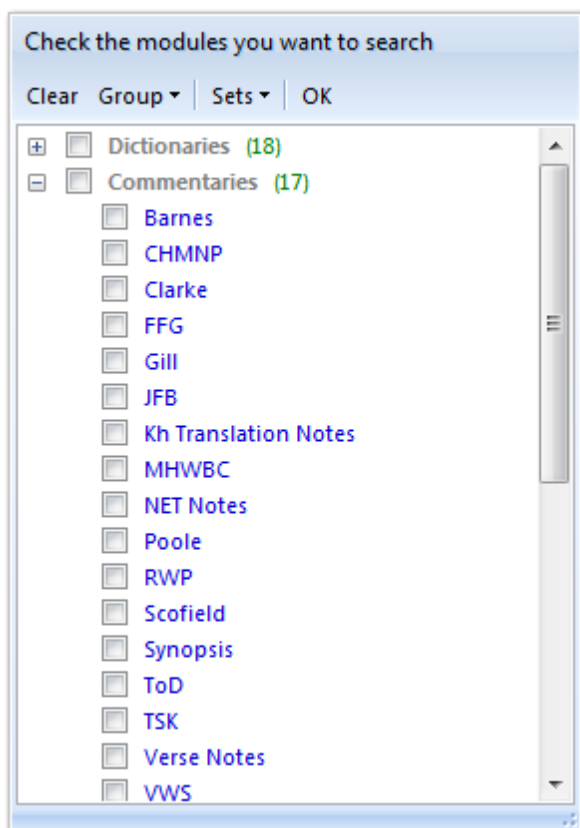 Check the modules you want to search
Clear Group Sets OK
Dictionaries (18)
Commentaries (17)
Barnes
CHMNP
Clarke
FFG
Gill
JFB
Kh Translation Notes
MHWBC
NET Notes
Poole
RWP
Scofield
Synopsis
ToD
TSK
Verse Notes
VWS